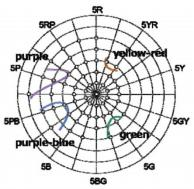 5R
5RP 5YR
purple yellow-red
5P 5Y
5PB 5GY
purple-blue green
5B 5G
5BG